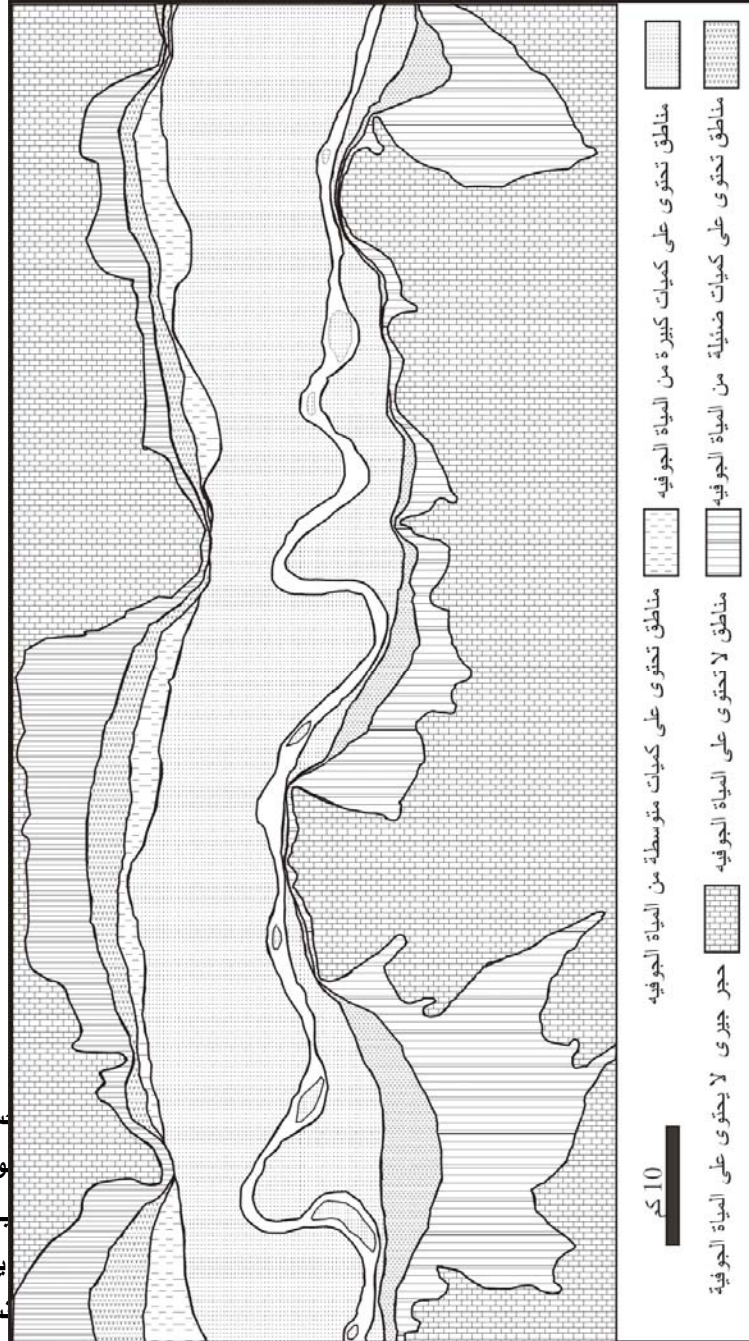 مناطق تحتوى على كميات كبيرة من المياة الجوفيه
مناطق تحتوى على كميات ضئيلة من المياة الجوفيه
مناطق تحتوى على كميات متوسطة من المياة الجوفيه
مناطق لا تحتوى على المياة الجوفيه
حجر جيرى لا يحتوى على المياة الجوفية
10 كم